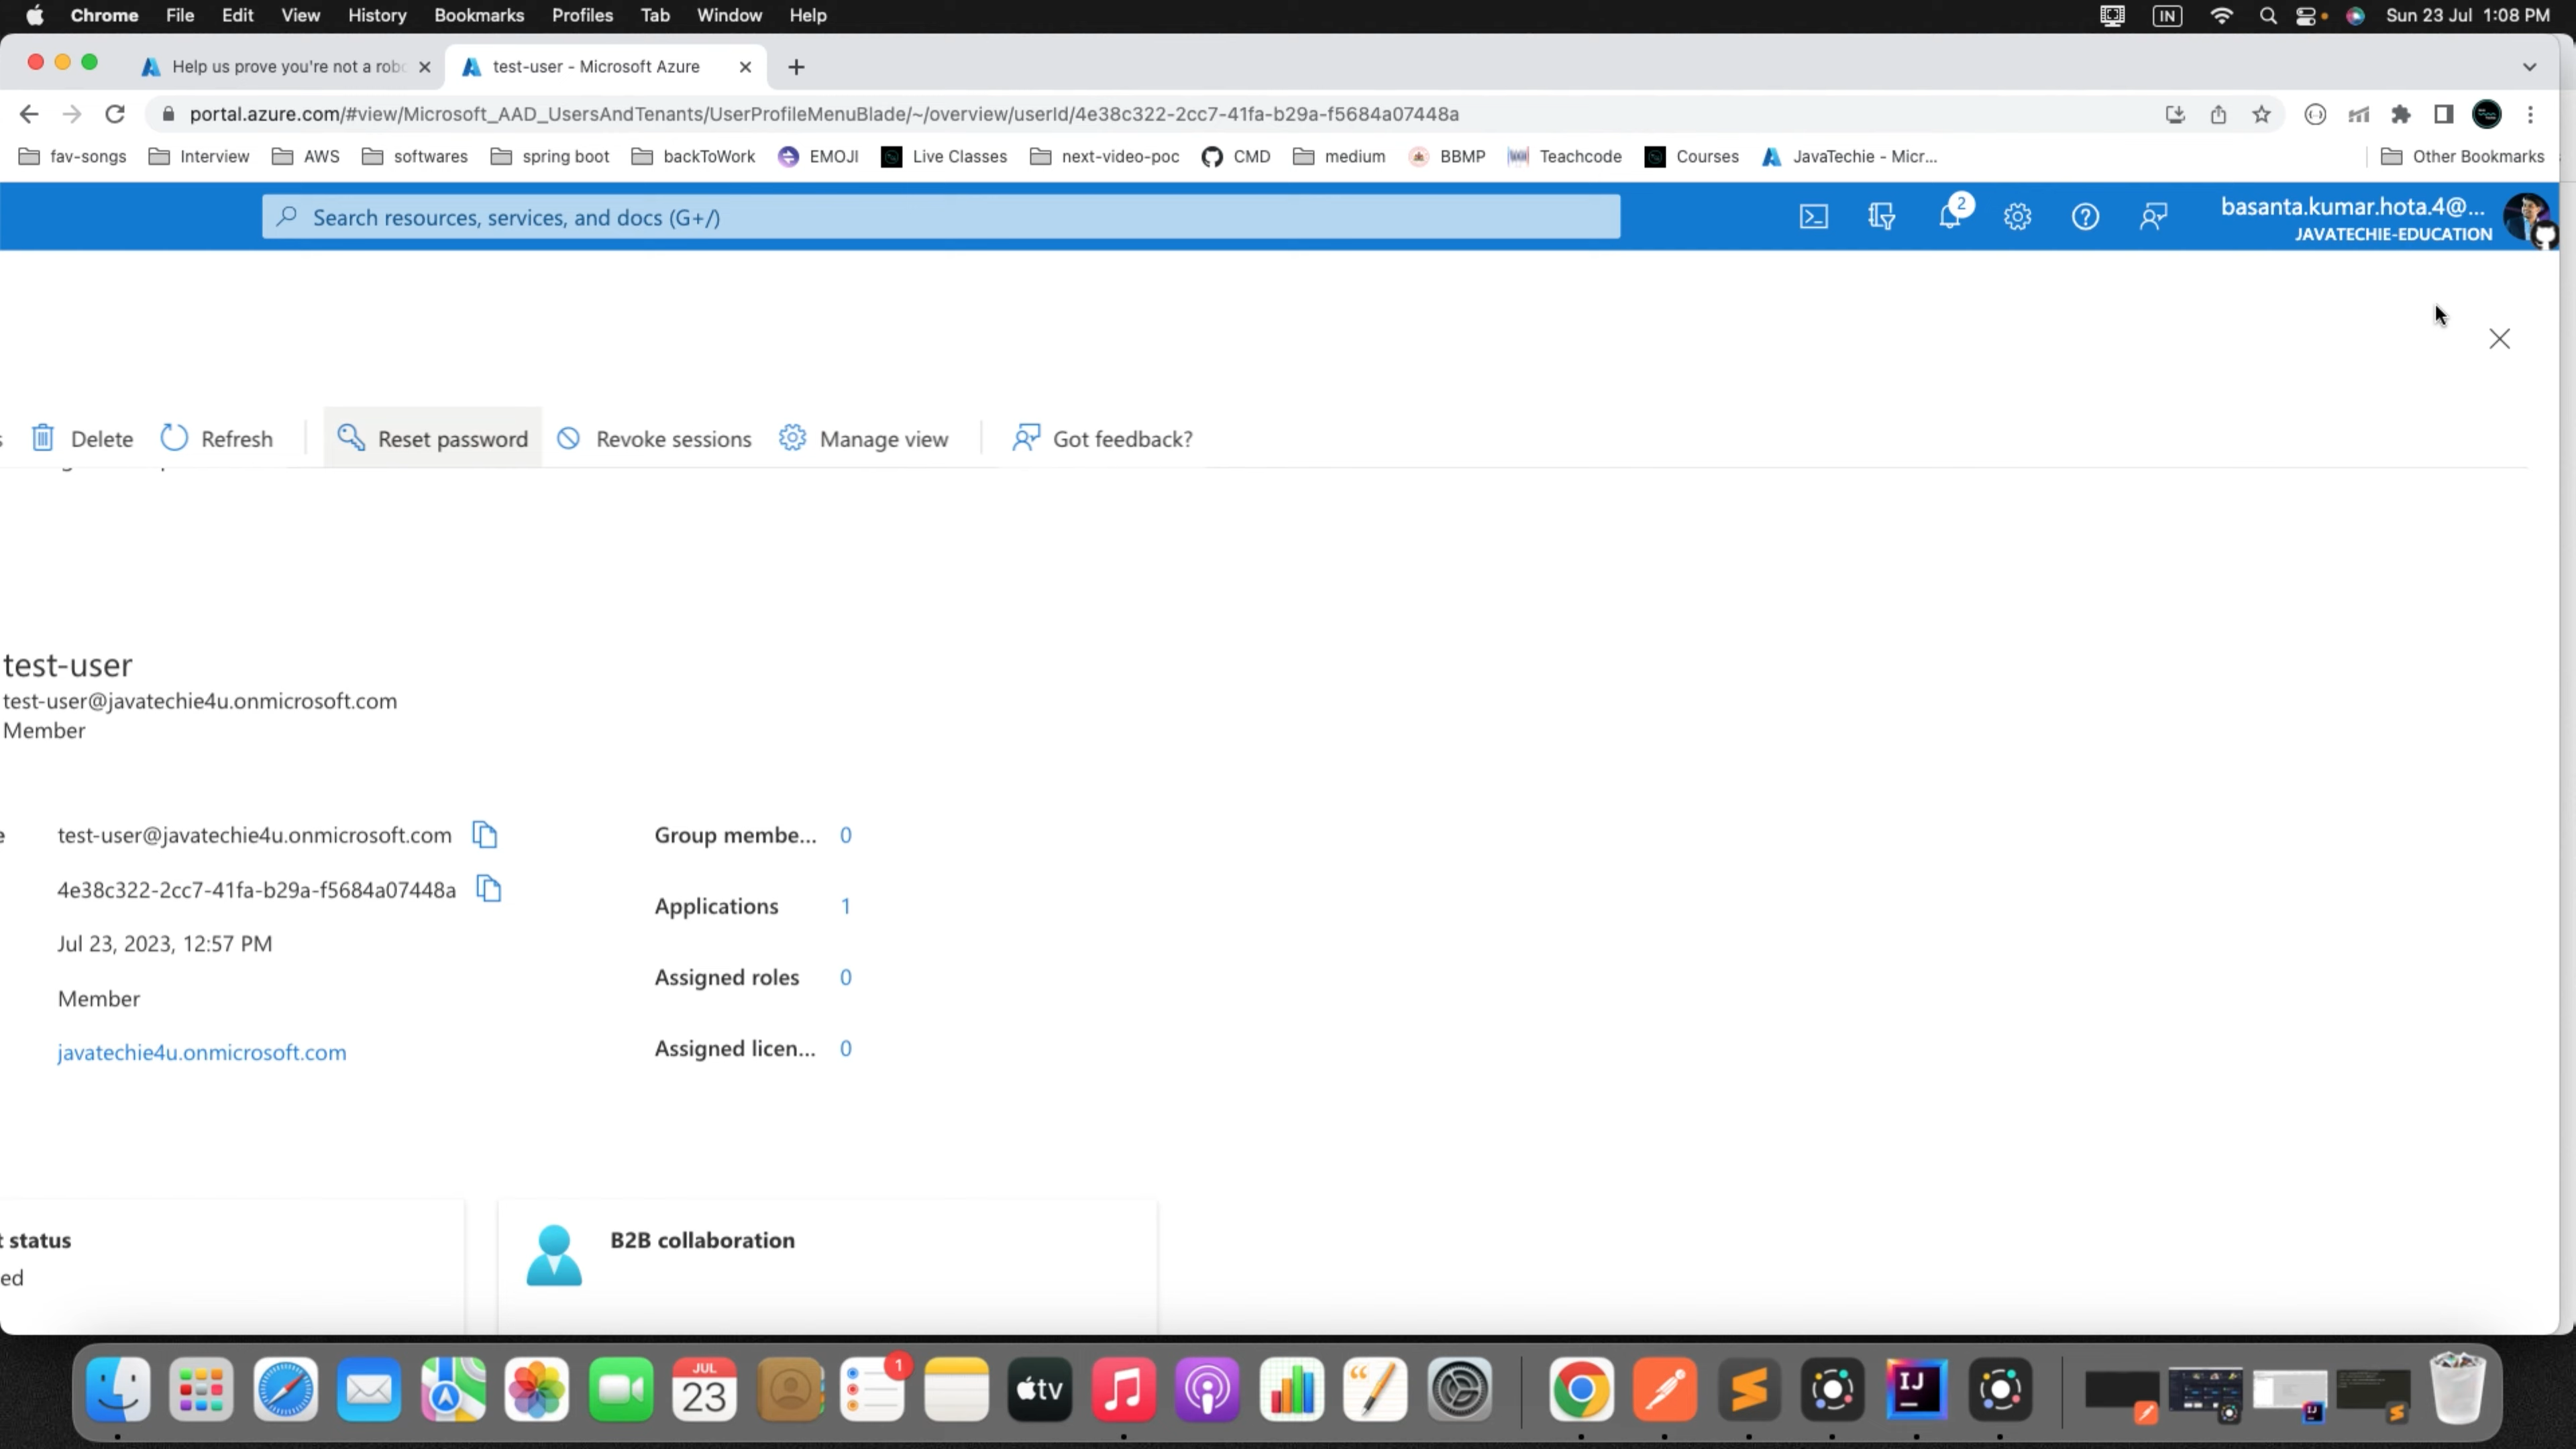 Chrome File Edit View History Bookmarks Profiles Tab Window Help IN Sun 23 Jul 1:08 PM
Help us prove you're not a robo test-user - Microsoft Azure
portal.azure.com/#view/Microsoft_AAD_UsersAndTenants/UserProfileMenuBlade/~/overview/userId/4e38c322-2cc7-41fa-b29a-f5684a07448a
fav-songs Interview AWS softwares spring boot backToWork EMOJI Live Classes next-video-poc CMD medium BBMP Teachcode Courses JavaTechie - Micr... Other Bookmarks
Search resources, services, and docs (G+/) 2 basanta.kumar.hota.4@...
JAVATECHIE-EDUCATION
Delete Refresh Reset password Revoke sessions Manage view Got feedback?
test-user
test-user@javatechie4u.onmicrosoft.com
Member
e test-user@javatechie4u.onmicrosoft.com Group membe... 0
4e38c322-2cc7-41fa-b29a-f5684a07448a
Applications 1
Jul 23, 2023, 12:57 PM
Assigned roles 0
Member
javatechie4u.onmicrosoft.com Assigned licen... 0
t status B2B collaboration
ed
JUL
23
1
tv
IJ